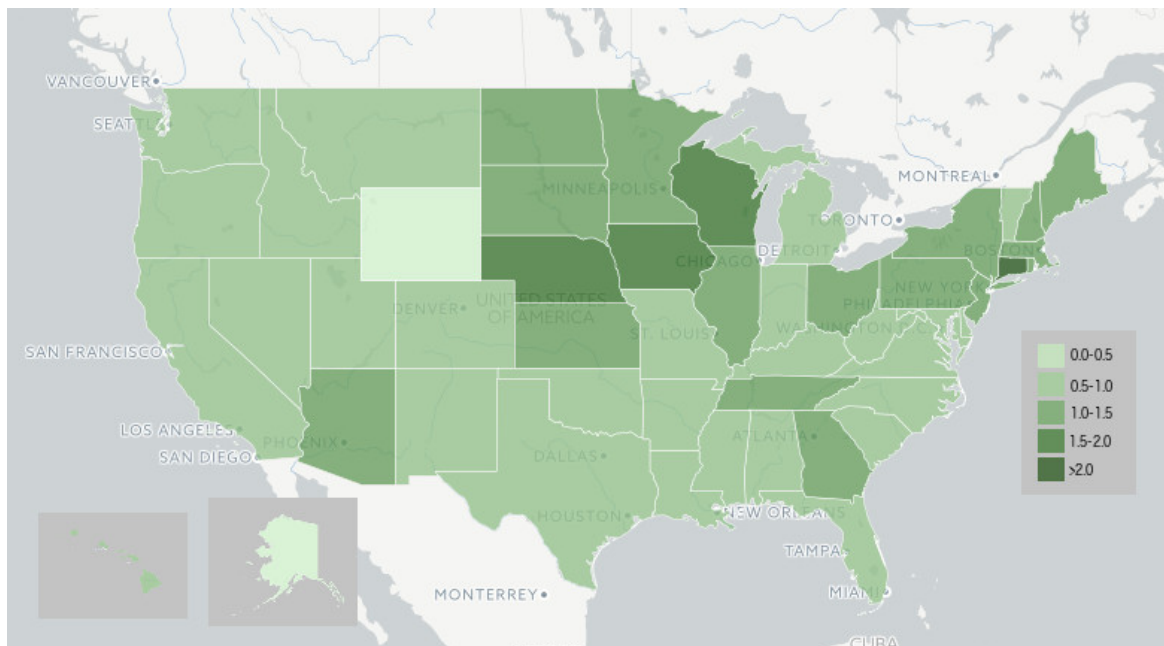 VANCOUVER
SEATTLE
MONTREAL
MINNEAPOLIS
TORONTO
BOSTON
DETROIT
CHICAGO
NEW YORK
PHILADELPHIA
DENVER
UNITED STATES
OF AMERICA
ST. LOUIS
WASHINGTON D.C.
SAN FRANCISCO
0.0-0.5
0.5-1.0
1.0-1.5
1.5-2.0
>2.0
LOS ANGELES
PHOENIX
ATLANTA
SAN DIEGO
DALLAS
HOUSTON
NEW ORLEANS
TAMPA
MIAMI
MONTERREY
CUBA